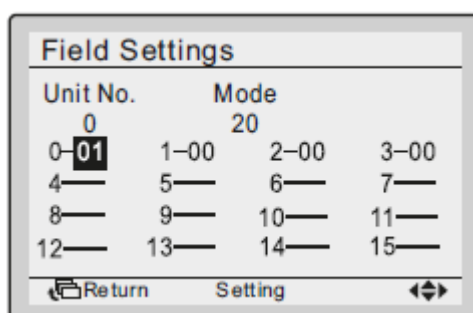 Field Settings
Unit No. Mode
0 20
0-01 1-00 2-00 3-00
4— 5— 6— 7—
8— 9— 10— 11—
12— 13— 14— 15—
Return Setting